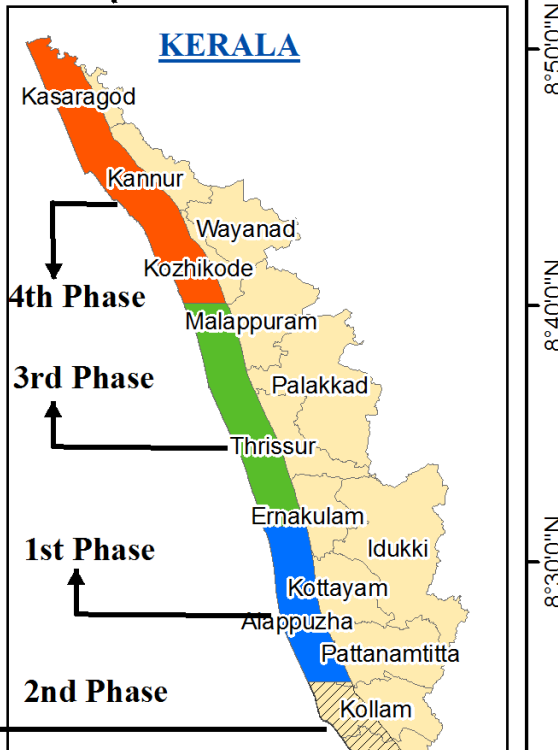 KERALA
8°50'0"N
Kasaragod
Kannur
Wayanad
Kozhikode
4th Phase
8°40'0"N
Malappuram
3rd Phase
Palakkad
Thrissur
Ernakulam
1st Phase
Idukki
8°30'0"N
Kottayam
Alappuzha
Pattanamtitta
2nd Phase
Kollam